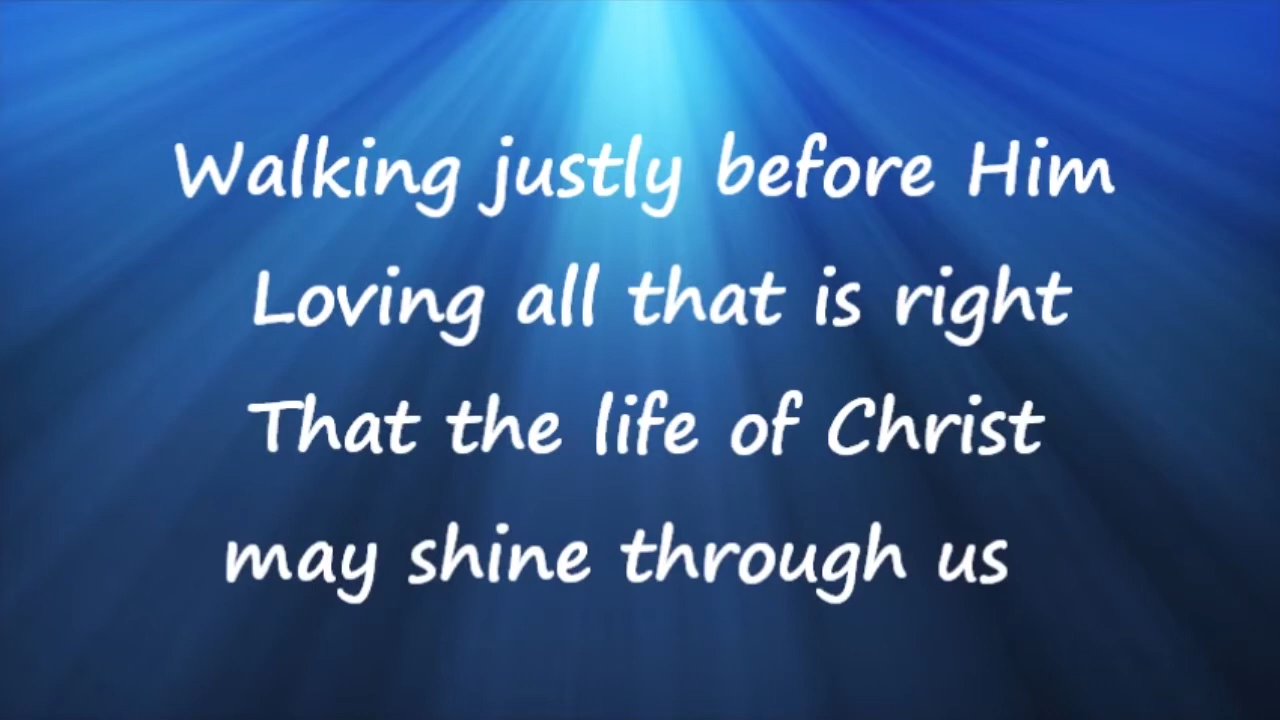 Walking justly before Him
Loving all that is right
That the life of Christ
may shine through us